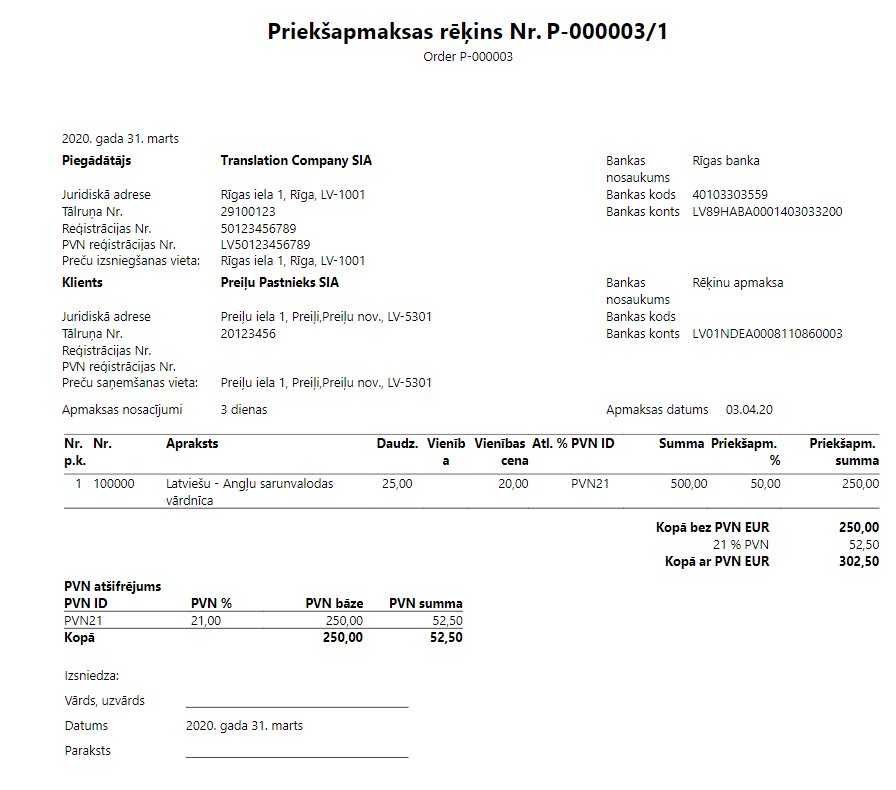 Priekšapmaksas rēķins Nr. P-000003/1
Order P-000003
2020. gada 31. marts
Piegādātājs Translation Company SIA Bankas nosaukums Rīgas banka
Juridiskā adrese Rīgas iela 1, Rīga, LV-1001 Bankas kods 40103303559
Tālruņa Nr. 29100123 Bankas konts LV89HABA0001403033200
Reģistrācijas Nr. 50123456789
PVN reģistrācijas Nr. LV50123456789
Preču izsniegšanas vieta: Rīgas iela 1, Rīga, LV-1001
Klients Preiļu Pastnieks SIA Bankas nosaukums Rēķinu apmaksa
Juridiskā adrese Preiļu iela 1, Preiļi,Preiļu nov., LV-5301 Bankas kods
Tālruņa Nr. 20123456 Bankas konts LV01NDEA0008110860003
Reģistrācijas Nr.
PVN reģistrācijas Nr.
Preču saņemšanas vieta: Preiļu iela 1, Preiļi,Preiļu nov., LV-5301
Apmaksas nosacījumi 3 dienas Apmaksas datums 03.04.20
Nr. Nr. Apraksts Daudz. Vienīb Vienības Atl. % PVN ID Summa Priekšapm. Priekšapm.
p.k. a cena % summa
1 100000 Latviešu - Angļu sarunvalodas 25,00 20,00 PVN21 500,00 50,00 250,00
vārdnīca
Kopā bez PVN EUR 250,00
21 % PVN 52,50
Kopā ar PVN EUR 302,50
PVN atšifrējums
PVN ID PVN % PVN bāze PVN summa
PVN21 21,00 250,00 52,50
Kopā 250,00 52,50
Izsniedza:
Vārds, uzvārds
Datums 2020. gada 31. marts
Paraksts